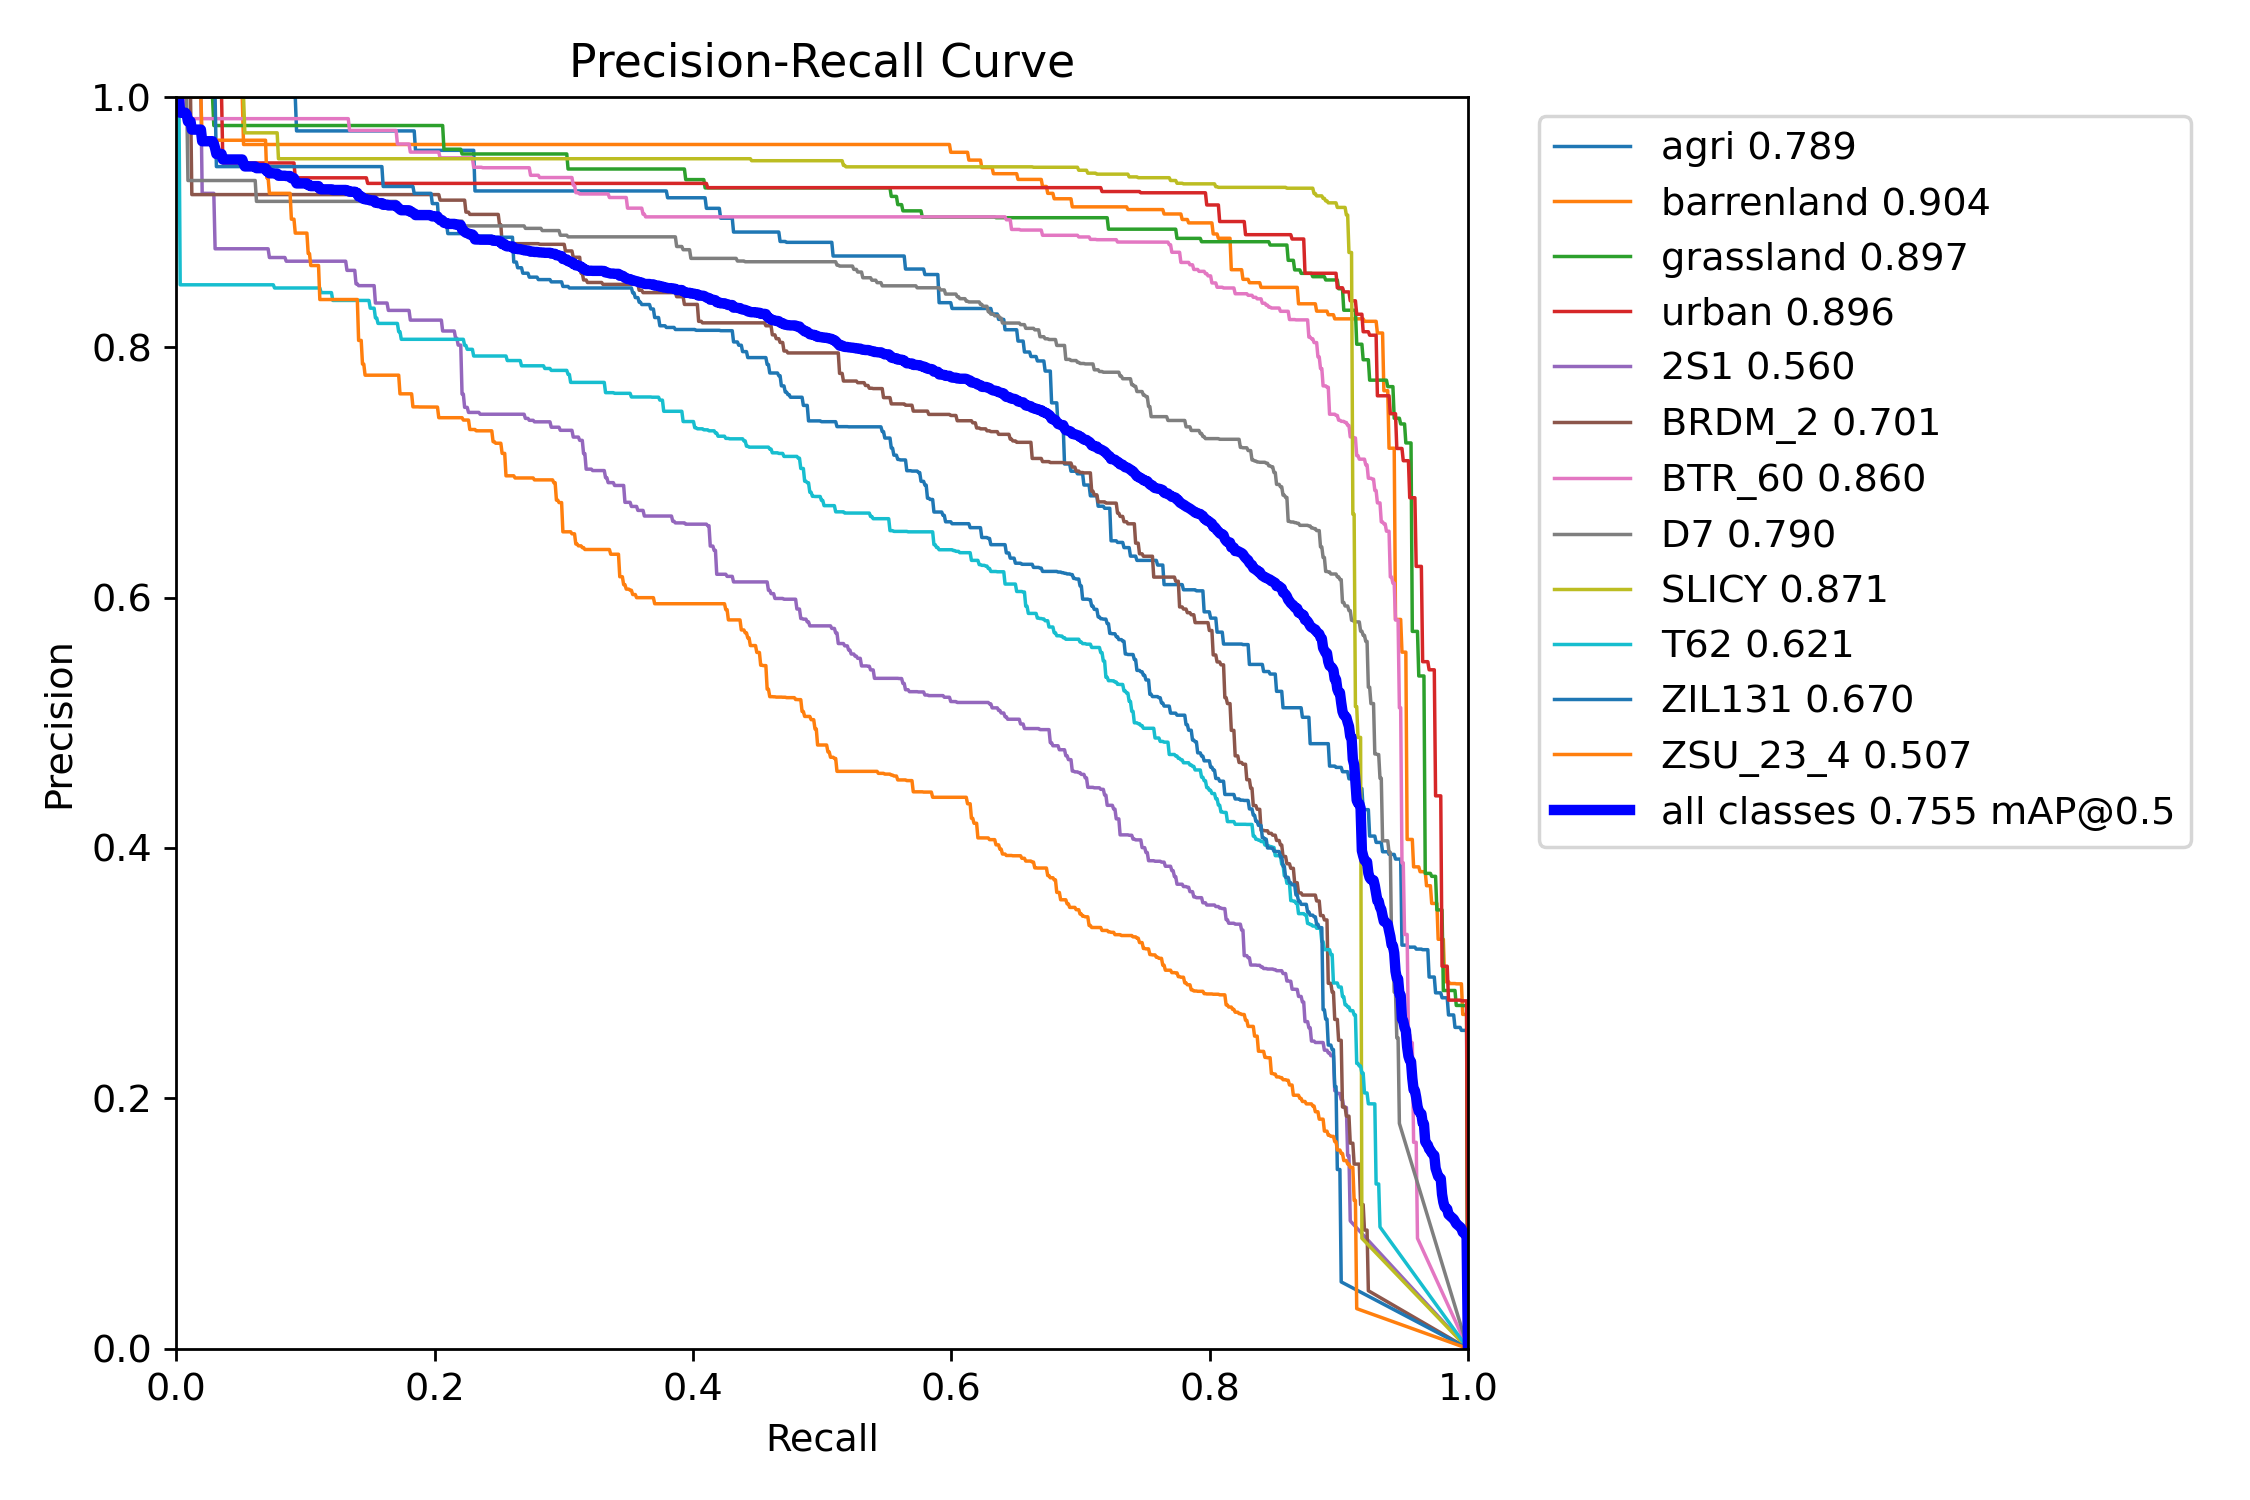 Precision-Recall Curve
1.0
0.8
0.6
0.4
0.2
0.0
Precision
0.0 0.2 0.4 0.6 0.8 1.0
Recall
agri 0.789
barrenland 0.904
grassland 0.897
urban 0.896
2S1 0.560
BRDM_2 0.701
BTR_60 0.860
D7 0.790
SLICY 0.871
T62 0.621
ZIL131 0.670
ZSU_23_4 0.507
all classes 0.755 mAP@0.5